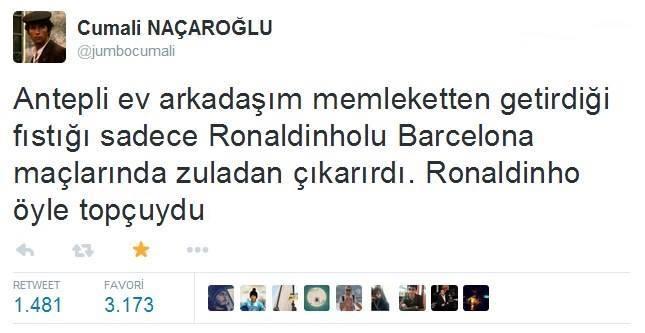 Cumali NAÇAROĞLU
@jumbocumali
Antepli ev arkadaşım memleketten getirdiği
fıstığı sadece Ronaldinholu Barcelona
maçlarında zuladan çıkarırdı. Ronaldinho
öyle topçuydu
RETWEET FAVORİ
1.481 3.173